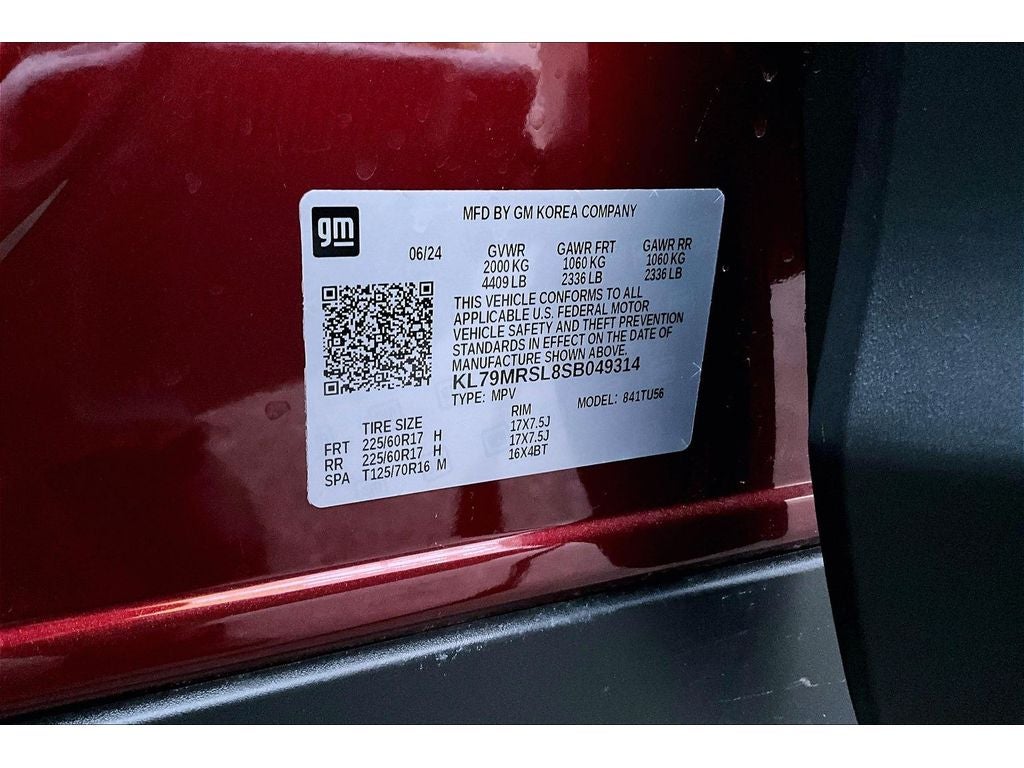 gm
MFD BY GM KOREA COMPANY
06/24 GVWR GAWR FRT GAWR RR
2000 KG 1060 KG 1060 KG
4409 LB 2336 LB 2336 LB
THIS VEHICLE CONFORMS TO ALL
APPLICABLE U.S. FEDERAL MOTOR
VEHICLE SAFETY AND THEFT PREVENTION
STANDARDS IN EFFECT ON THE DATE OF
MANUFACTURE SHOWN ABOVE.
KL79MRSL8SB049314
TYPE: MPV MODEL: 841TU56
TIRE SIZE RIM
FRT 225/60R17 H 17X7.5J
RR 225/60R17 H 17X7.5J
SPA T125/70R16 M 16X4BT